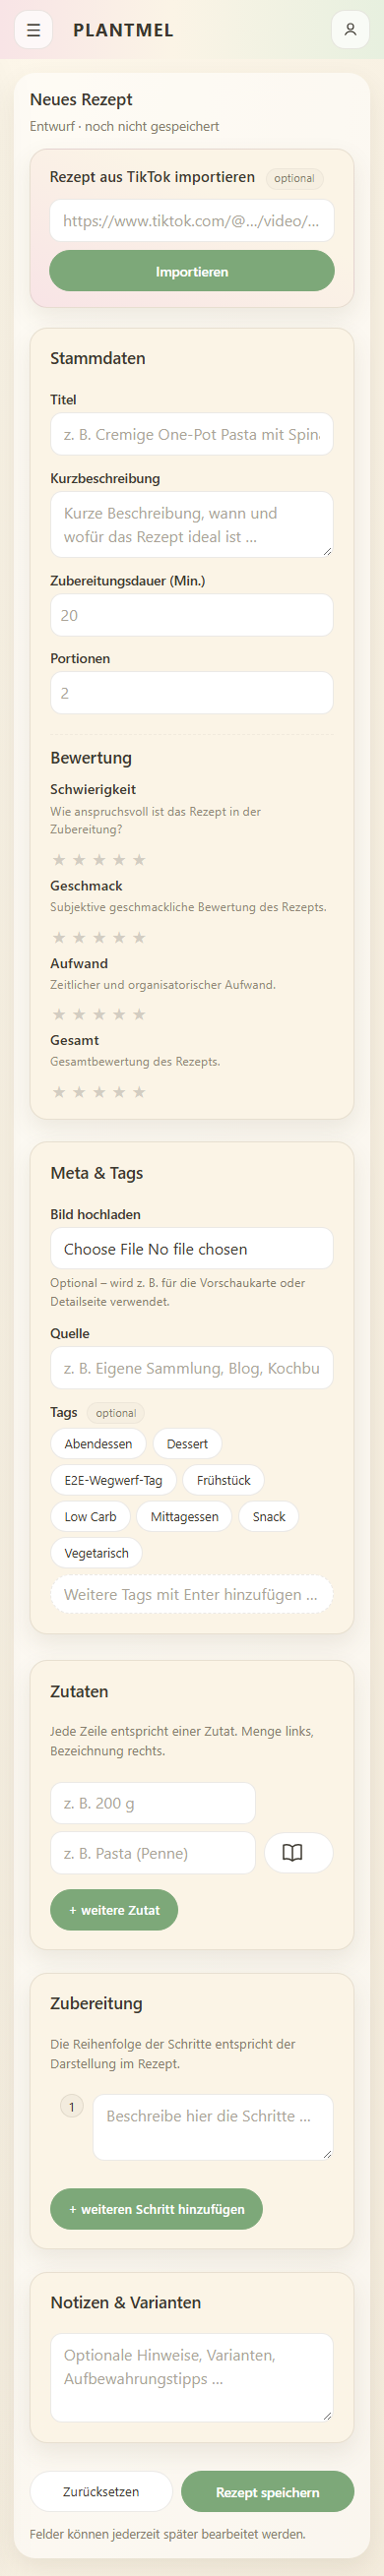 PLANTMEL
Neues Rezept
Entwurf · noch nicht gespeichert
Rezept aus TikTok importieren optional
https://www.tiktok.com/@.../video/...
Importieren
Stammdaten
Titel
z. B. Cremige One-Pot Pasta mit Spin
Kurzbeschreibung
Kurze Beschreibung, wann und
wofür das Rezept ideal ist ...
Zubereitungsdauer (Min.)
20
Portionen
2
Bewertung
Schwierigkeit
Wie anspruchsvoll ist das Rezept in der
Zubereitung?
★ ★ ★ ★ ★
Geschmack
Subjektive geschmackliche Bewertung des Rezepts.
★ ★ ★ ★ ★
Aufwand
Zeitlicher und organisatorischer Aufwand.
★ ★ ★ ★ ★
Gesamt
Gesamtbewertung des Rezepts.
★ ★ ★ ★ ★
Meta & Tags
Bild hochladen
Choose File No file chosen
Optional – wird z. B. für die Vorschaukarte oder
Detailseite verwendet.
Quelle
z. B. Eigene Sammlung, Blog, Kochbu
Tags optional
Abendessen Dessert
E2E-Wegwerf-Tag Frühstück
Low Carb Mittagessen Snack
Vegetarisch
Weitere Tags mit Enter hinzufügen ...
Zutaten
Jede Zeile entspricht einer Zutat. Menge links,
Bezeichnung rechts.
z. B. 200 g
z. B. Pasta (Penne)
+ weitere Zutat
Zubereitung
Die Reihenfolge der Schritte entspricht der
Darstellung im Rezept.
1 Beschreibe hier die Schritte ...
+ weiteren Schritt hinzufügen
Notizen & Varianten
Optionale Hinweise, Varianten,
Aufbewahrungstipps ...
Zurücksetzen Rezept speichern
Felder können jederzeit später bearbeitet werden.